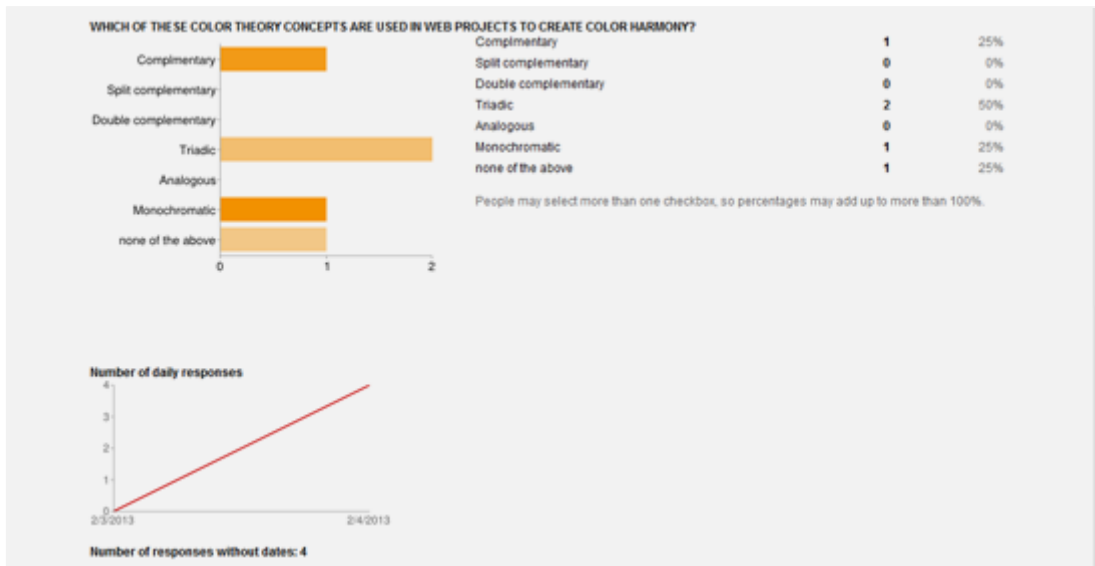 WHICH OF THESE COLOR THEORY CONCEPTS ARE USED IN WEB PROJECTS TO CREATE COLOR HARMONY?
Complmentary
Split complementary
Double complementary
Triadic
Analogous
Monochromatic
none of the above
0 1 2
Complmentary 1 25%
Split complementary 0 0%
Double complementary 0 0%
Triadic 2 50%
Analogous 0 0%
Monochromatic 1 25%
none of the above 1 25%
People may select more than one checkbox, so percentages may add up to more than 100%.
Number of daily responses
4
3
2
1
0
2/3/2013 2/4/2013
Number of responses without dates: 4